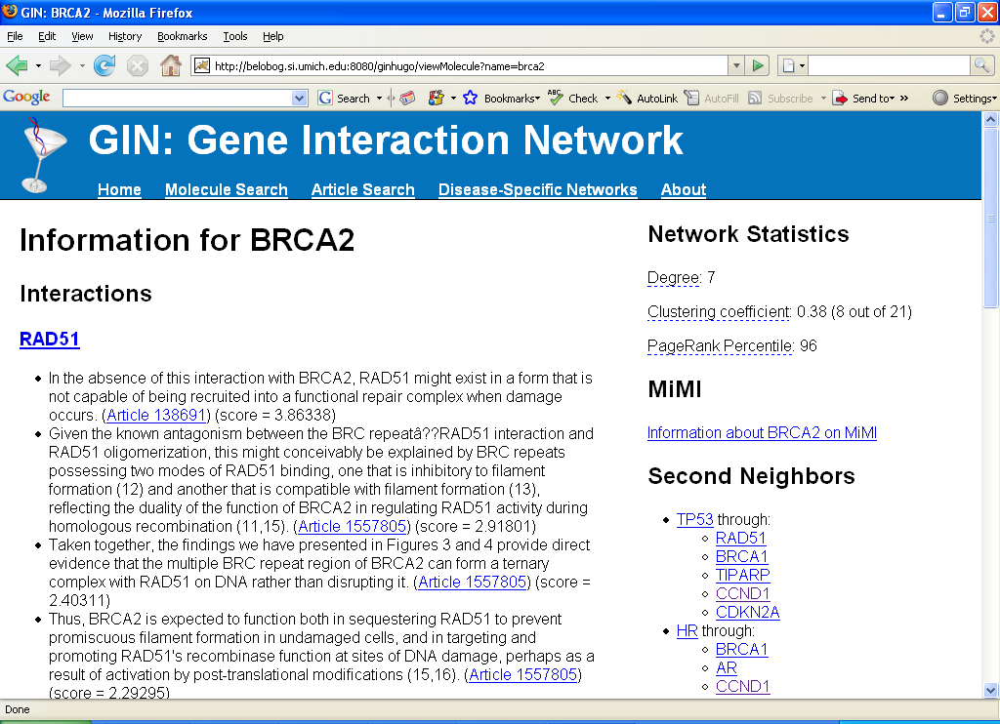 GIN: BRCA2 - Mozilla Firefox
File Edit View History Bookmarks Tools Help
http://belobog.si.umich.edu:8080/ginhugo/viewMolecule?name=brca2
Google G Search Bookmarks ABC Check AutoLink AutoFill Subscribe Send to » Settings
GIN: Gene Interaction Network
Home Molecule Search Article Search Disease-Specific Networks About
Information for BRCA2
Interactions
RAD51
In the absence of this interaction with BRCA2, RAD51 might exist in a form that is
not capable of being recruited into a functional repair complex when damage
occurs. (Article 138691) (score = 3.86338)
Given the known antagonism between the BRC repeatâ??RAD51 interaction and
RAD51 oligomerization, this might conceivably be explained by BRC repeats
possessing two modes of RAD51 binding, one that is inhibitory to filament
formation (12) and another that is compatible with filament formation (13),
reflecting the duality of the function of BRCA2 in regulating RAD51 activity during
homologous recombination (11,15). (Article 1557805) (score = 2.91801)
Taken together, the findings we have presented in Figures 3 and 4 provide direct
evidence that the multiple BRC repeat region of BRCA2 can form a ternary
complex with RAD51 on DNA rather than disrupting it. (Article 1557805) (score =
2.40311)
Thus, BRCA2 is expected to function both in sequestering RAD51 to prevent
promiscuous filament formation in undamaged cells, and in targeting and
promoting RAD51's recombinase function at sites of DNA damage, perhaps as a
result of activation by post-translational modifications (15,16). (Article 1557805)
(score = 2.29295)
Network Statistics
Degree: 7
Clustering coefficient: 0.38 (8 out of 21)
PageRank Percentile: 96
MiMI
Information about BRCA2 on MiMI
Second Neighbors
TP53 through:
RAD51
BRCA1
TIPARP
CCND1
CDKN2A
HR through:
BRCA1
AR
CCND1
Done